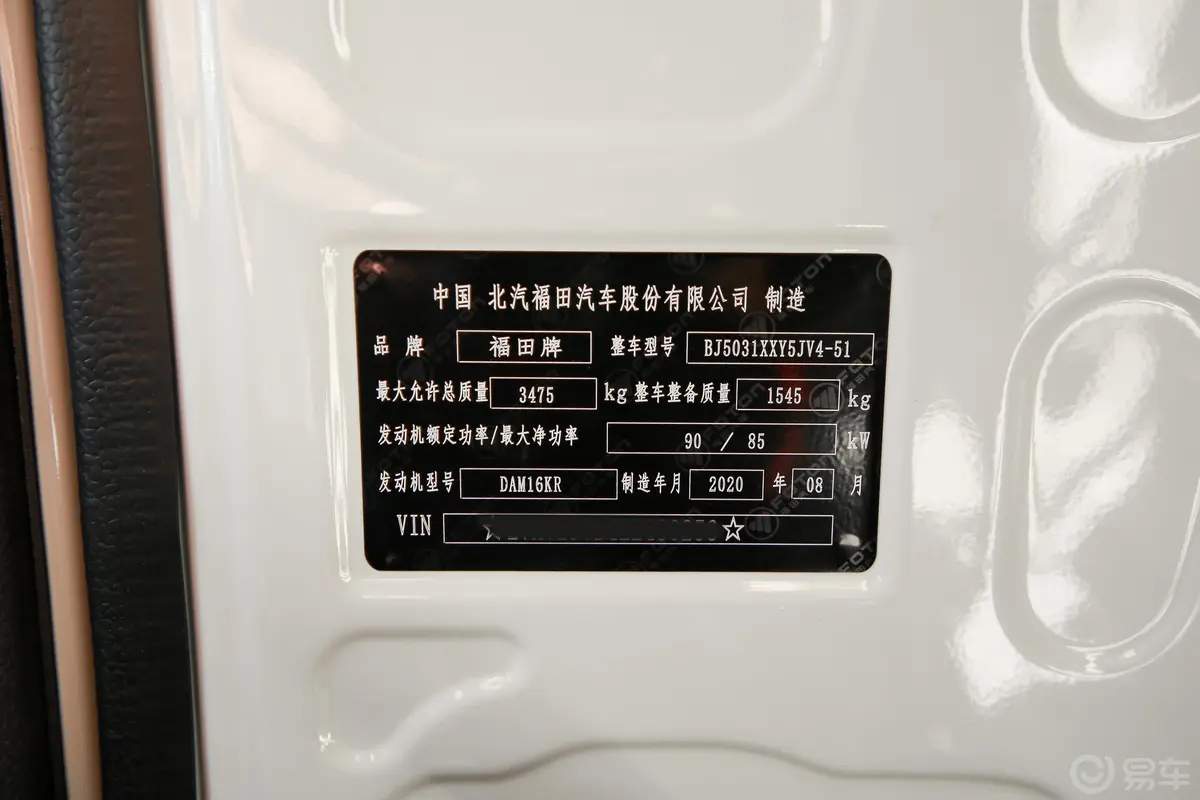 中国 北汽福田汽车股份有限公司 制造
品牌 福田牌 整车型号 BJ5031XXY5JV4-51
最大允许总质量 3475 kg 整车整备质量 1545 kg
发动机额定功率/最大净功率 90 / 85 kW
发动机型号 DAM16KR 制造年月 2020 年 08 月
VIN ☆ ☆
易车